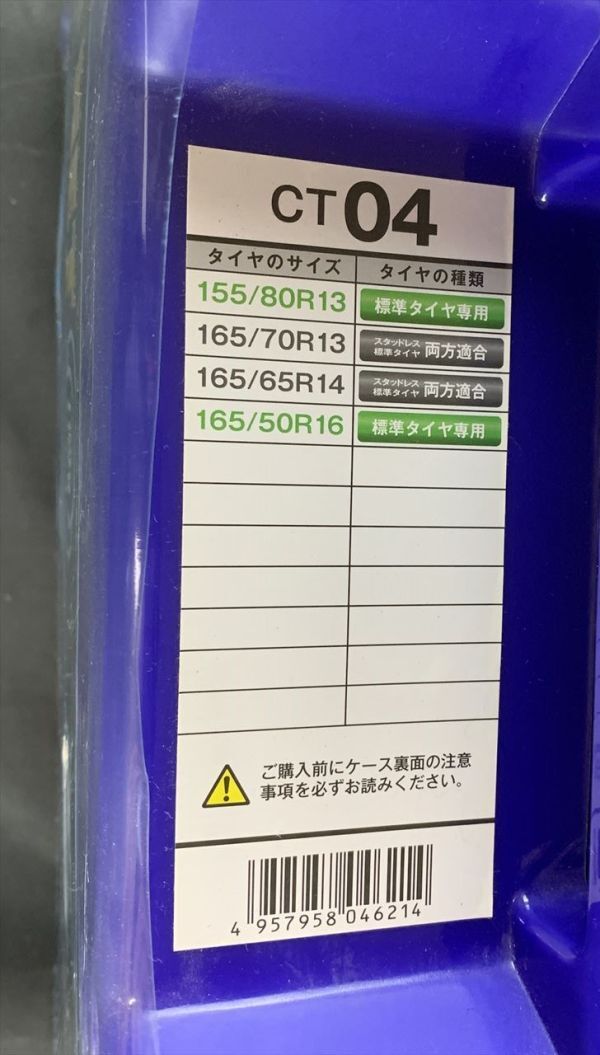 CT04
タイヤのサイズ タイヤの種類
155/80R13 標準タイヤ専用
165/70R13 スタッドレス 標準タイヤ 両方適合
165/65R14 スタッドレス 標準タイヤ 両方適合
165/50R16 標準タイヤ専用
ご購入前にケース裏面の注意
事項を必ずお読みください。
4 957958 046214